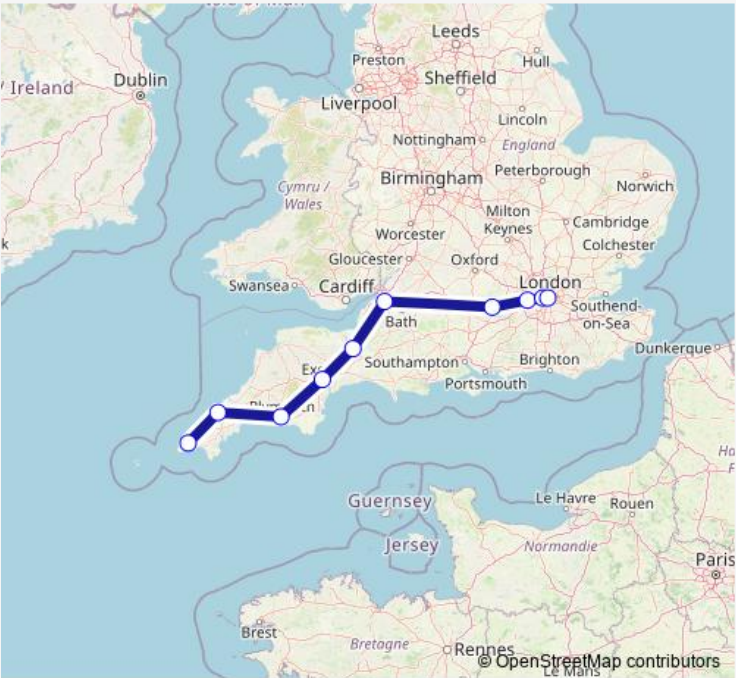 Leeds
Preston
Hull
Dublin
Sheffield
Ireland
Liverpool
Lincoln
Nottingham
England
Peterborough
Birmingham
Norwich
Cymru /
Wales
Milton
Keynes
Cambridge
Worcester
Colchester
Gloucester
Oxford
Swansea
Cardiff
London
Southend-
on-Sea
Bath
Southampton
Brighton
Dunkerque
Portsmouth
Guernsey
Le Havre
Rouen
Jersey
Normandie
Paris
Brest
Bretagne
Rennes
© OpenStreetMap contributors
Le Mans